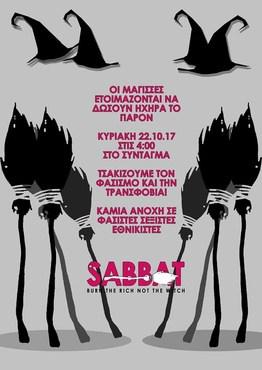 ΟΙ ΜΑΓΙΣΣΕΣ
ΕΤΟΙΜΑΖΟΝΤΑΙ ΝΑ
ΔΩΣΟΥΝ ΗΧΗΡΑ ΤΟ
ΠΑΡΟΝ
ΚΥΡΙΑΚΗ 22.10.17
ΣΤΙΣ 4:00
ΣΤΟ ΣΥΝΤΑΓΜΑ
ΤΣΑΚΙΖΟΥΜΕ ΤΟΝ
ΦΑΣΙΣΜΟ ΚΑΙ ΤΗΝ
ΤΡΑΝΣΦΟΒΙΑ!
ΚΑΜΙΑ ΑΝΟΧΗ ΣΕ
ΦΑΣΙΣΤΕΣ ΣΕΞΙΣΤΕΣ
ΕΘΝΙΚΙΣΤΕΣ
SABBAT
BURN THE RICH NOT THE WITCH